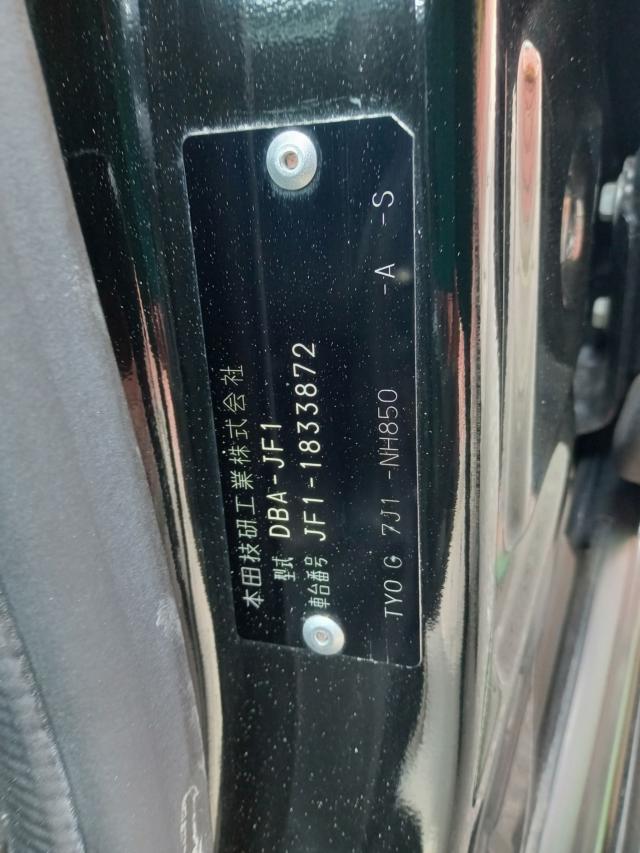 本田技研工業株式会社
型式 DBA-JF1
車台番号 JF1-1833872
TYO G 7J1 -NH850 -A -S